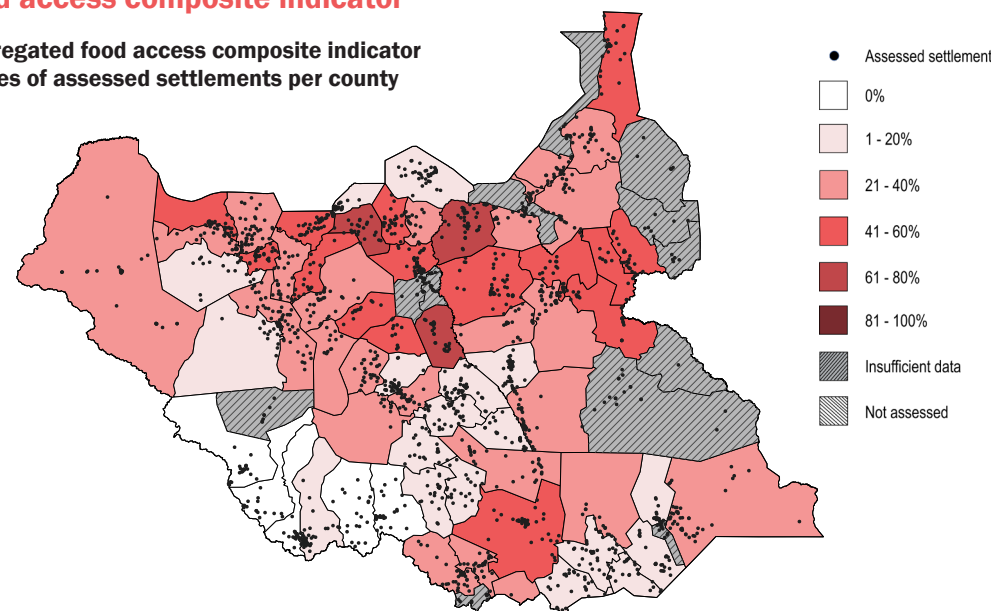 d access composite indicator
regated food access composite indicator
es of assessed settlements per county
Assessed settlement
0%
1 - 20%
21 - 40%
41 - 60%
61 - 80%
81 - 100%
Insufficient data
Not assessed